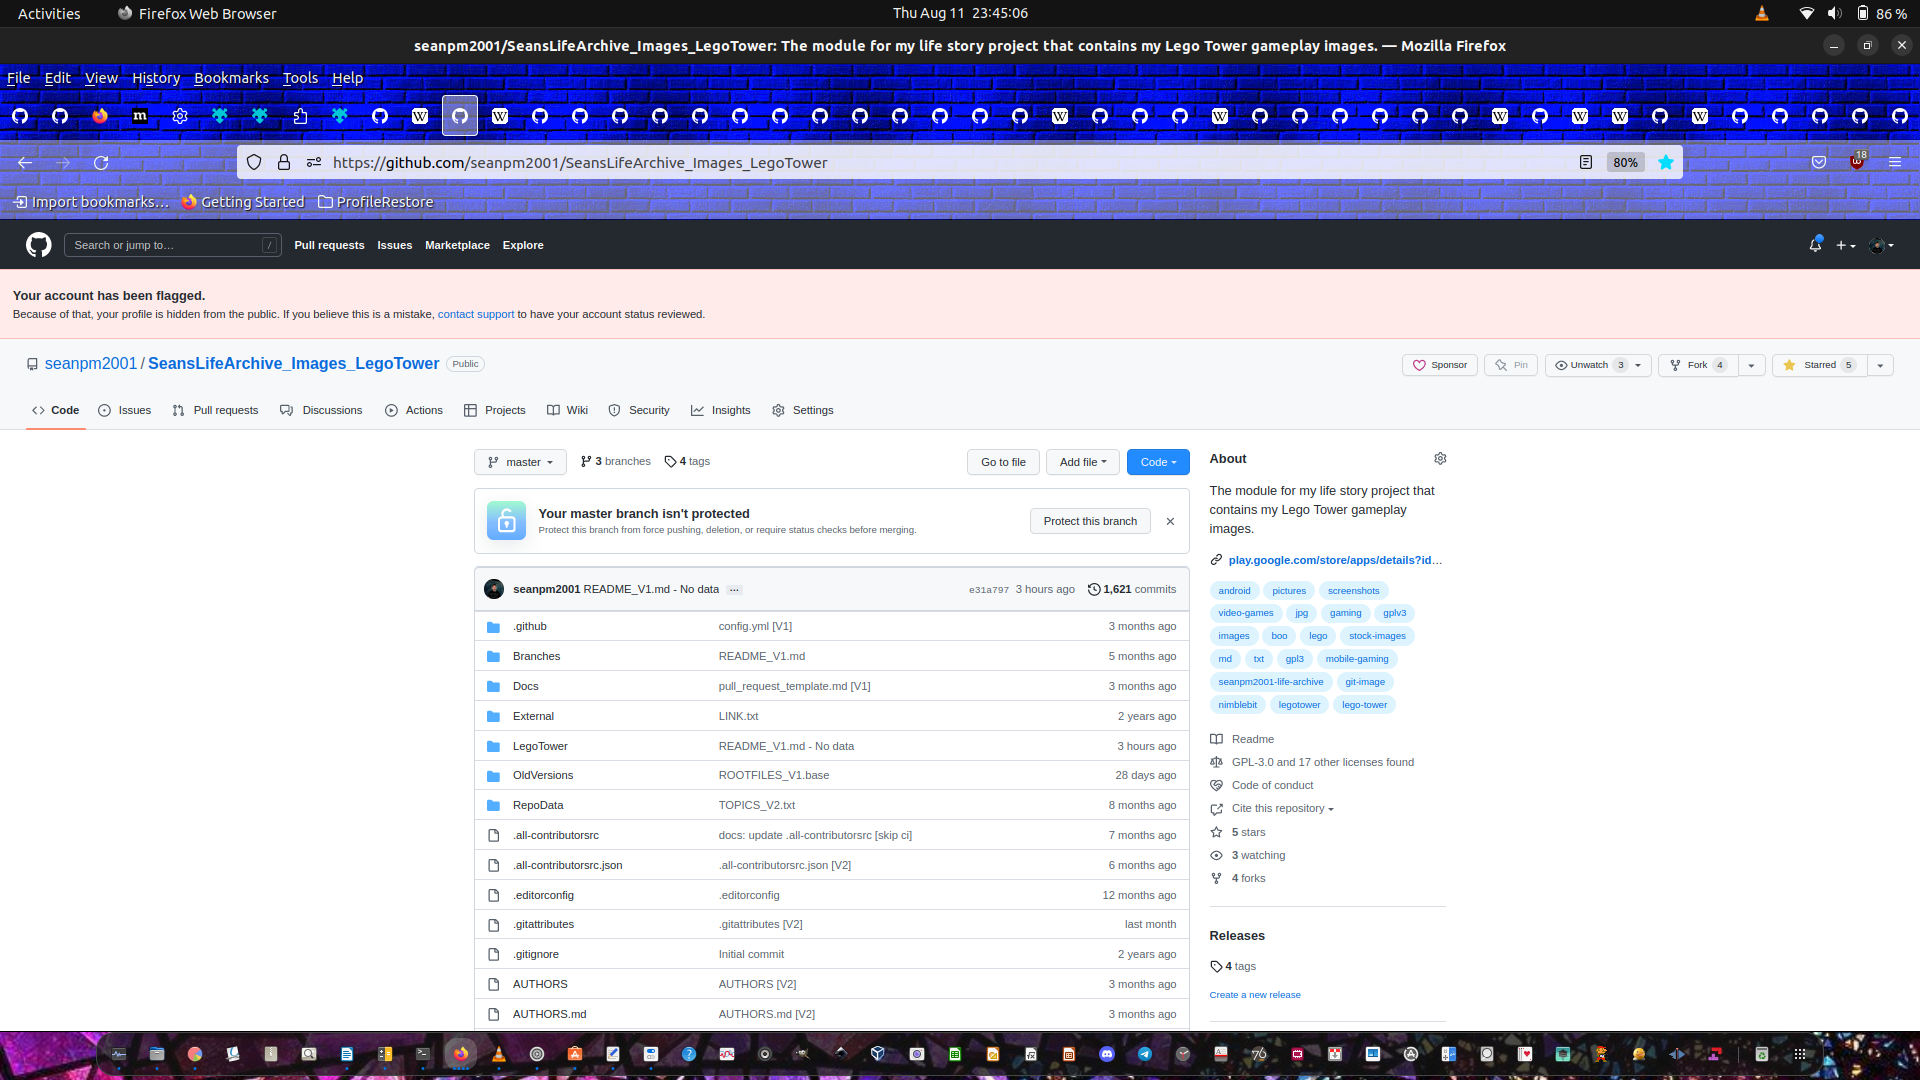 Activities
Firefox Web Browser
Thu Aug 11 23:45:06
86 %
seanpm2001/SeansLifeArchive_Images_LegoTower: The module for my life story project that contains my Lego Tower gameplay images. — Mozilla Firefox
File Edit View History Bookmarks Tools Help
https://github.com/seanpm2001/SeansLifeArchive_Images_LegoTower
80%
18
Import bookmarks… Getting Started ProfileRestore
Search or jump to… /
Pull requests Issues Marketplace Explore
Your account has been flagged.
Because of that, your profile is hidden from the public. If you believe this is a mistake, contact support to have your account status reviewed.
seanpm2001 / SeansLifeArchive_Images_LegoTower Public
Sponsor Pin Unwatch 3 Fork 4 Starred 5
Code Issues Pull requests Discussions Actions Projects Wiki Security Insights Settings
master 3 branches 4 tags
Go to file Add file Code
Your master branch isn't protected
Protect this branch from force pushing, deletion, or require status checks before merging.
Protect this branch
seanpm2001 README_V1.md - No data … e31a797 3 hours ago 1,621 commits
.github config.yml [V1] 3 months ago
Branches README_V1.md 5 months ago
Docs pull_request_template.md [V1] 3 months ago
External LINK.txt 2 years ago
LegoTower README_V1.md - No data 3 hours ago
OldVersions ROOTFILES_V1.base 28 days ago
RepoData TOPICS_V2.txt 8 months ago
.all-contributorsrc docs: update .all-contributorsrc [skip ci] 7 months ago
.all-contributorsrc.json .all-contributorsrc.json [V2] 6 months ago
.editorconfig .editorconfig 12 months ago
.gitattributes .gitattributes [V2] last month
.gitignore Initial commit 2 years ago
AUTHORS AUTHORS [V2] 3 months ago
AUTHORS.md AUTHORS.md [V2] 3 months ago
About
The module for my life story project that
contains my Lego Tower gameplay
images.
play.google.com/store/apps/details?id…
android pictures screenshots
video-games jpg gaming gplv3
images boo lego stock-images
md txt gpl3 mobile-gaming
seanpm2001-life-archive git-image
nimblebit legotower lego-tower
Readme
GPL-3.0 and 17 other licenses found
Code of conduct
Cite this repository
5 stars
3 watching
4 forks
Releases
4 tags
Create a new release